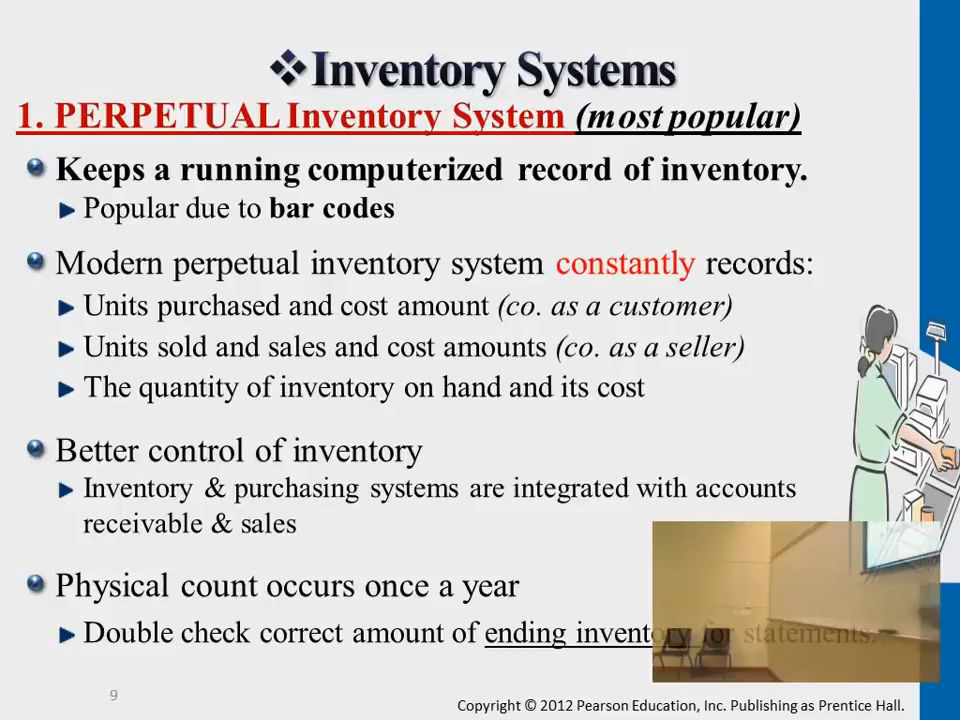 ❖Inventory Systems
1. PERPETUAL Inventory System (most popular)
Keeps a running computerized record of inventory.
Popular due to bar codes
Modern perpetual inventory system constantly records:
Units purchased and cost amount (co. as a customer)
Units sold and sales and cost amounts (co. as a seller)
The quantity of inventory on hand and its cost
Better control of inventory
Inventory & purchasing systems are integrated with accounts
receivable & sales
Physical count occurs once a year
Double check correct amount of ending inventory for statements.
9
Copyright © 2012 Pearson Education, Inc. Publishing as Prentice Hall.